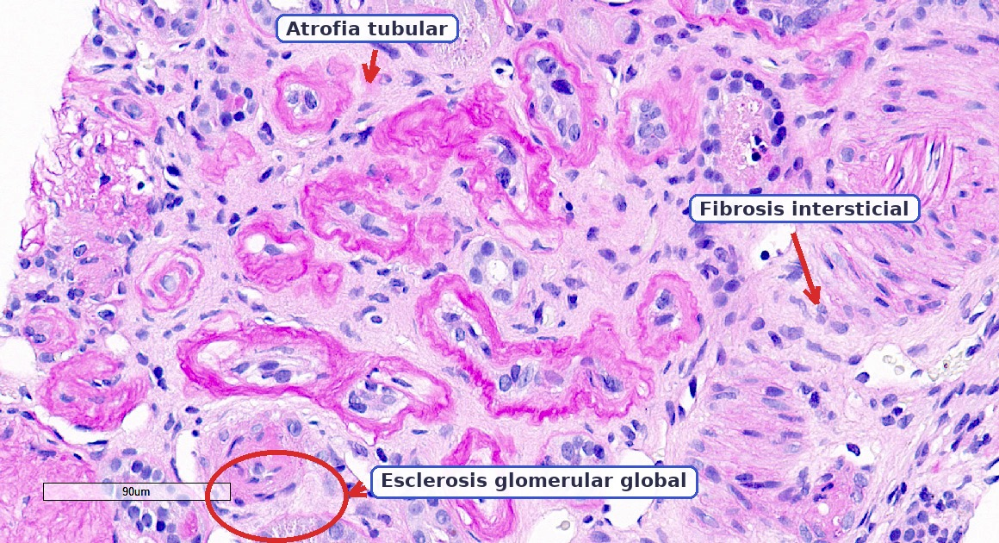 Atrofia tubular
Fibrosis intersticial
Esclerosis glomerular global
90um